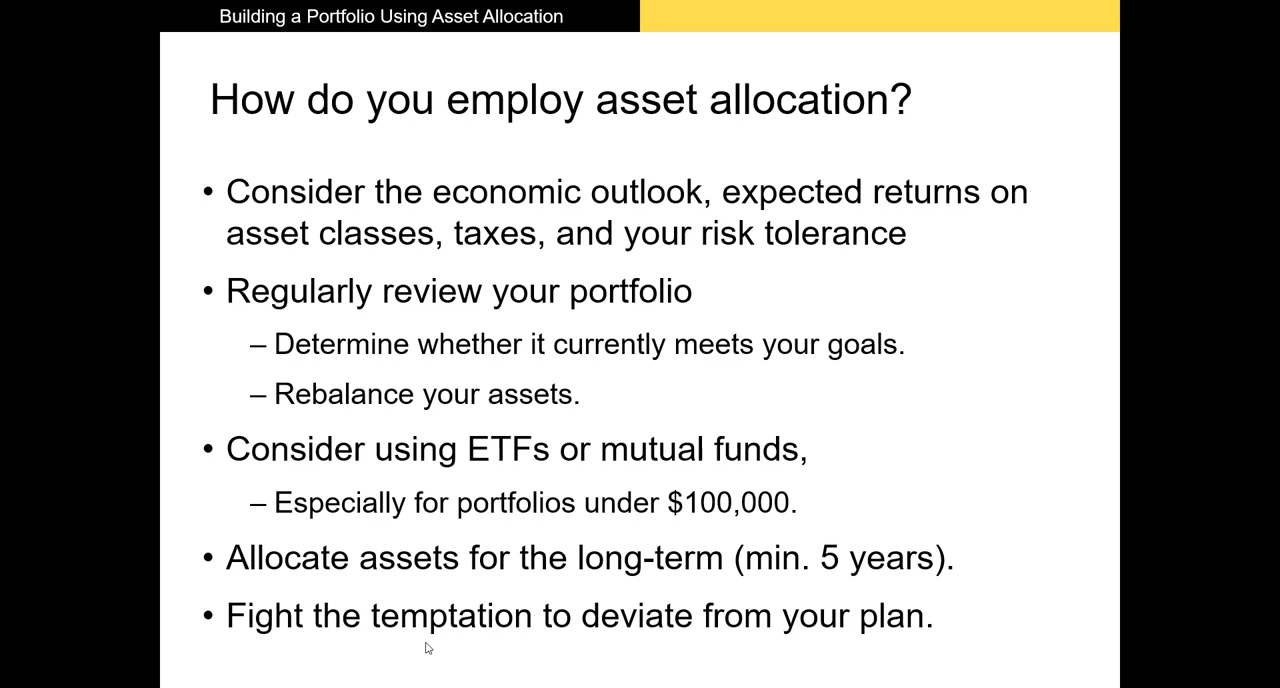 Building a Portfolio Using Asset Allocation
How do you employ asset allocation?
• Consider the economic outlook, expected returns on
asset classes, taxes, and your risk tolerance
• Regularly review your portfolio
– Determine whether it currently meets your goals.
– Rebalance your assets.
• Consider using ETFs or mutual funds,
– Especially for portfolios under $100,000.
• Allocate assets for the long-term (min. 5 years).
• Fight the temptation to deviate from your plan.